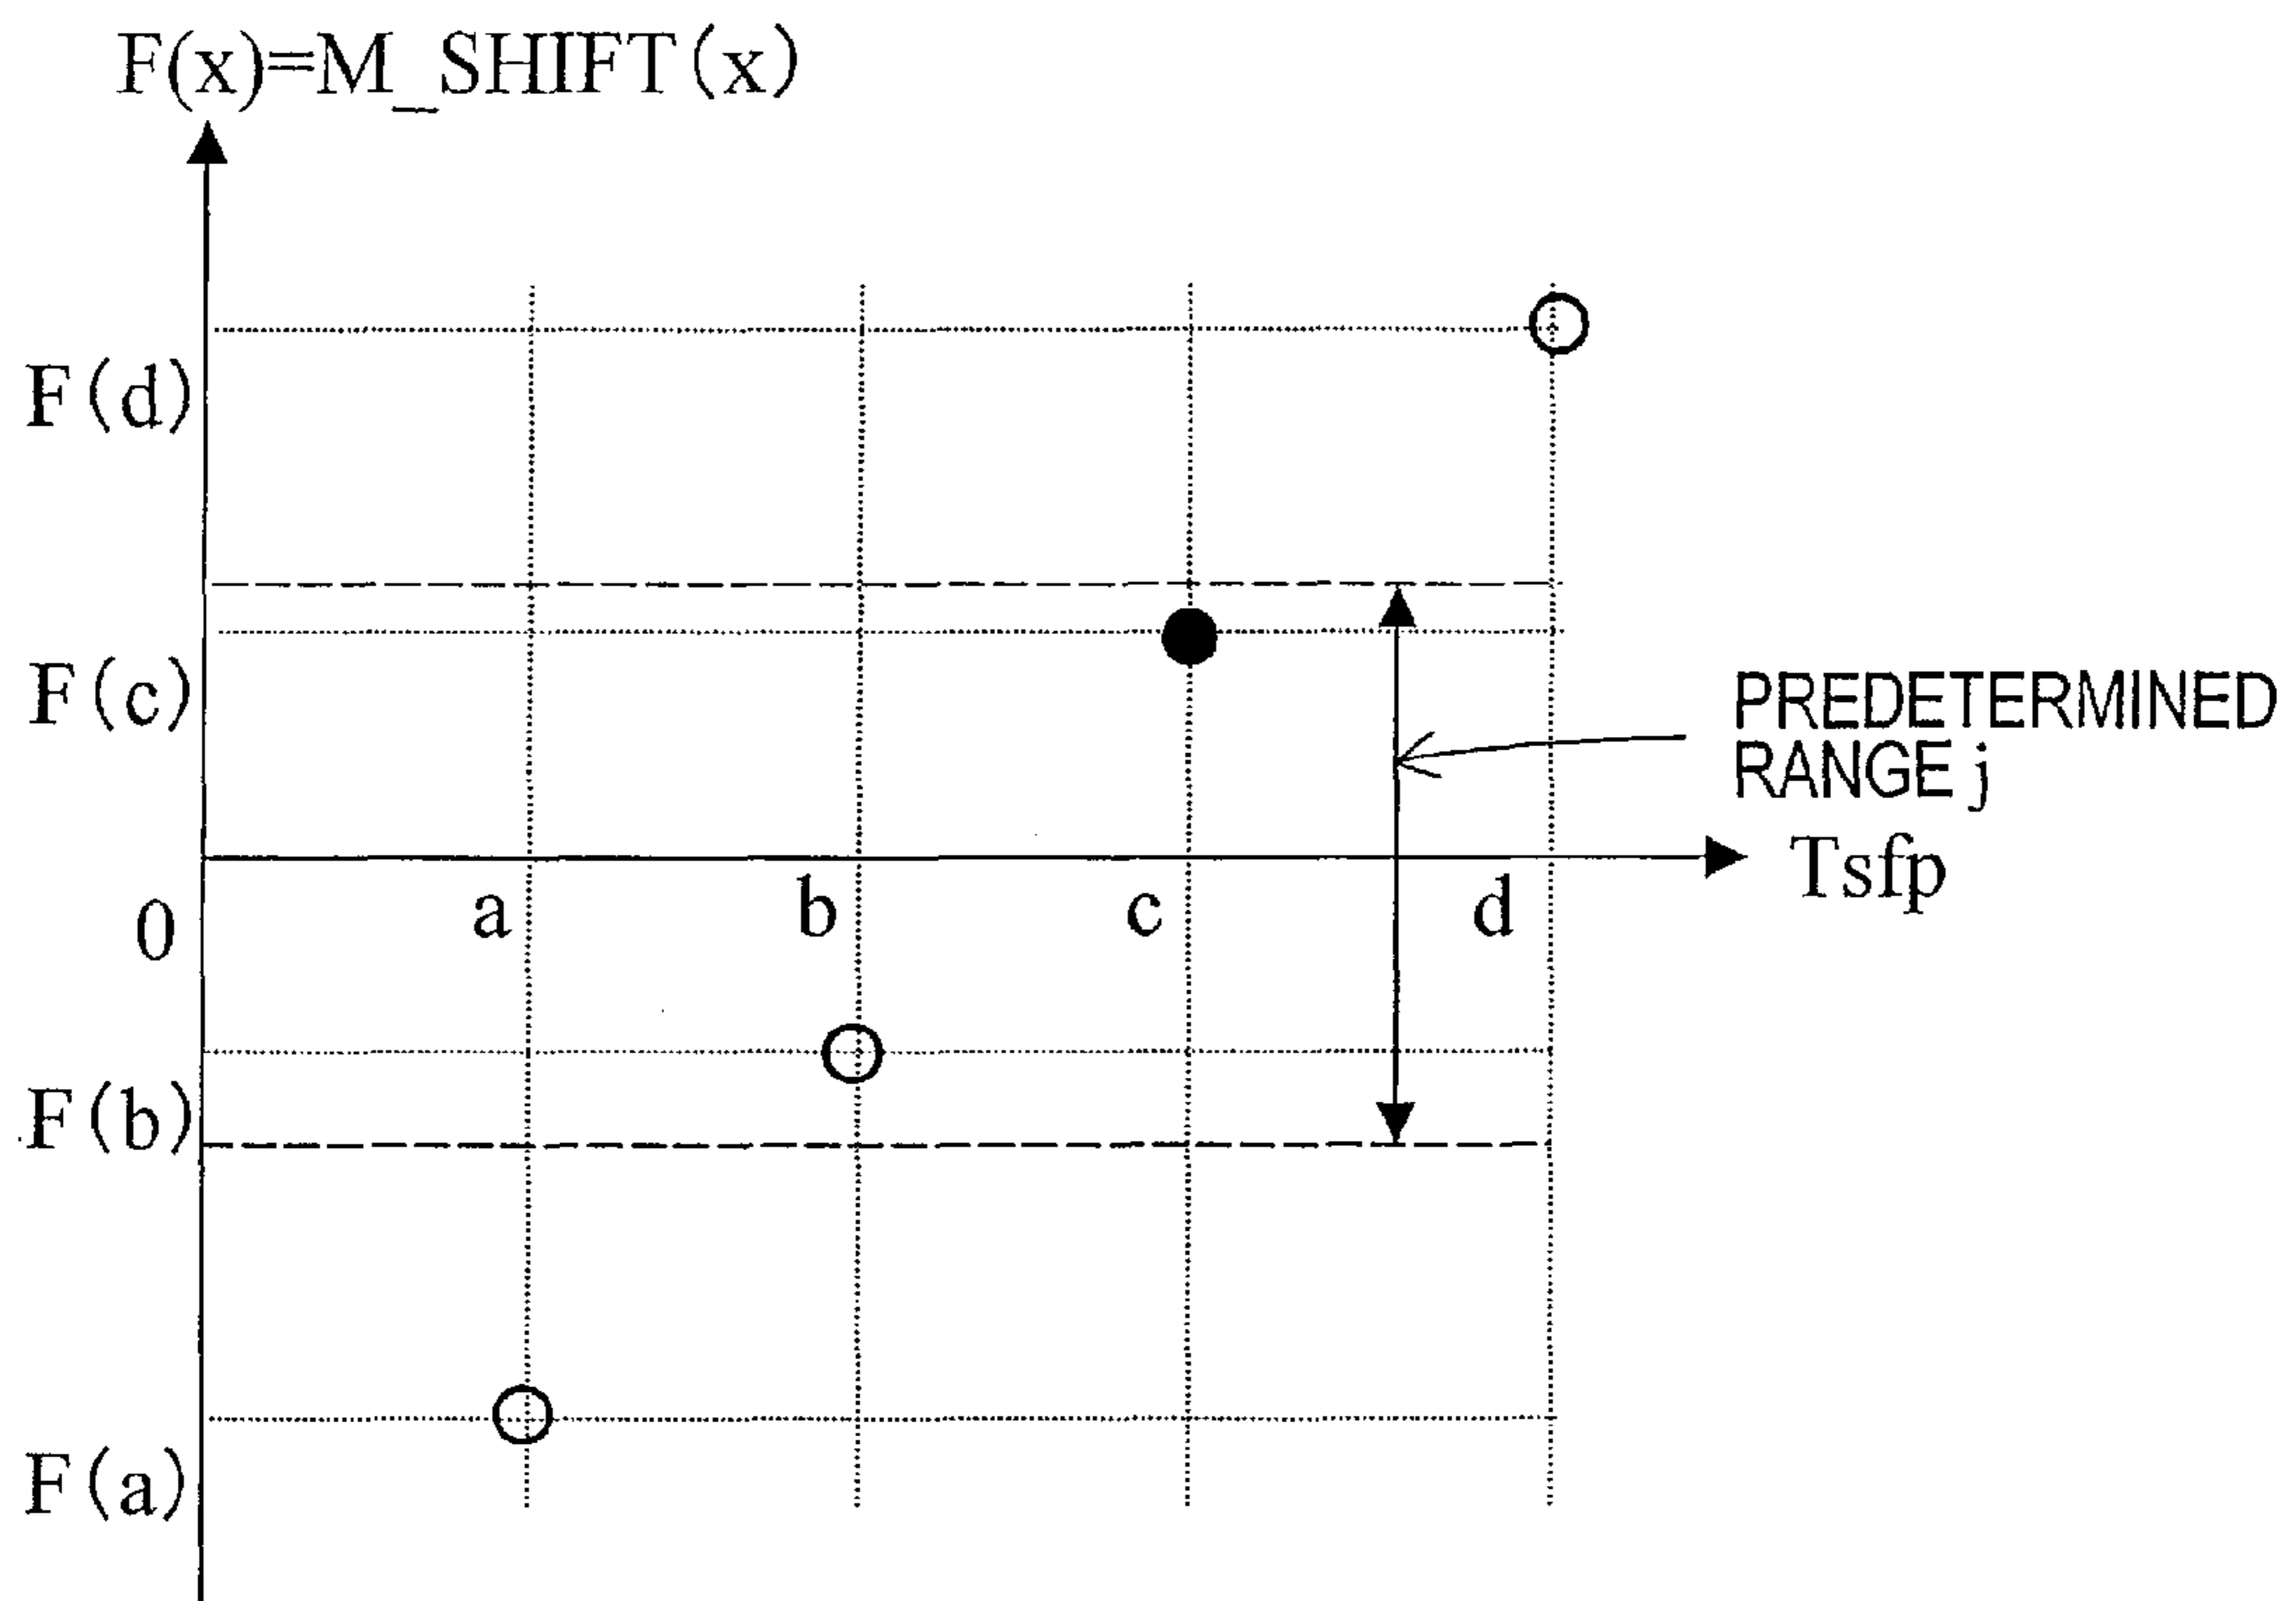 F(x)=M_SHIFT(x)
F(d)
F(c)
PREDETERMINED
RANGE j
Tsfp
0
a
b
c
d
F(b)
F(a)